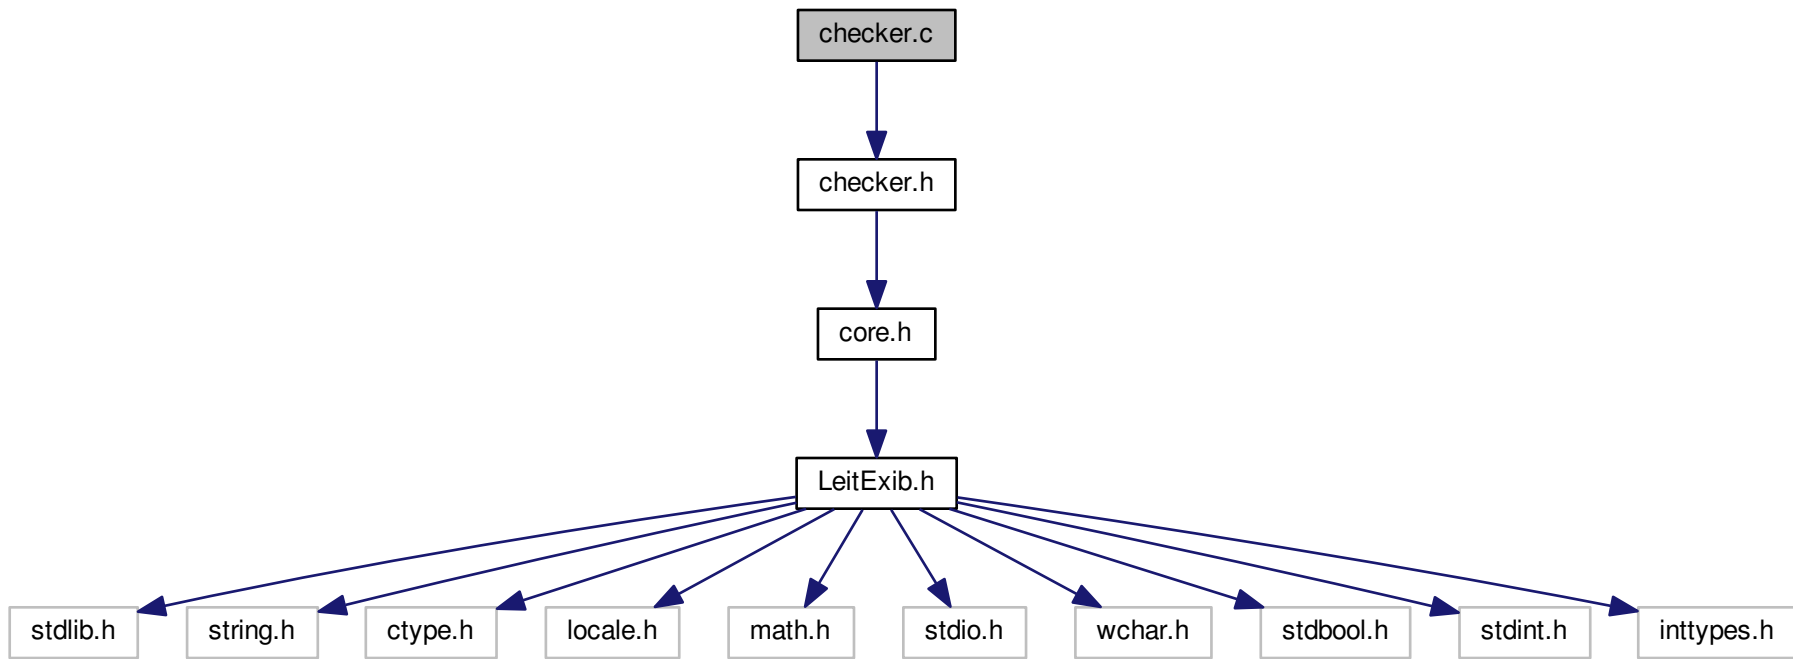 checker.c
checker.h
core.h
LeitExib.h
stdlib.h
string.h
ctype.h
locale.h
math.h
stdio.h
wchar.h
stdbool.h
stdint.h
inttypes.h